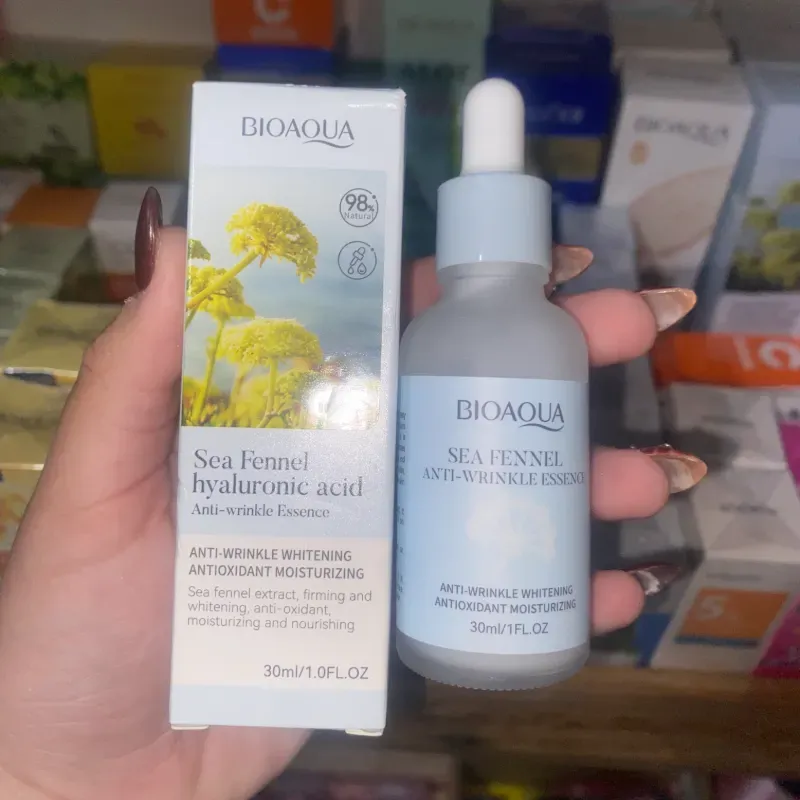 BIOAQUA
98%
Natural
Sea Fennel
hyaluronic acid
Anti-wrinkle Essence
ANTI-WRINKLE WHITENING
ANTIOXIDANT MOISTURIZING
Sea fennel extract, firming and
whitening, anti-oxidant,
moisturizing and nourishing
30ml/1.0FL.OZ
BIOAQUA
SEA FENNEL
ANTI-WRINKLE ESSENCE
ANTI-WRINKLE WHITENING
ANTIOXIDANT MOISTURIZING
30ml/1FL.OZ
BIOAQUA